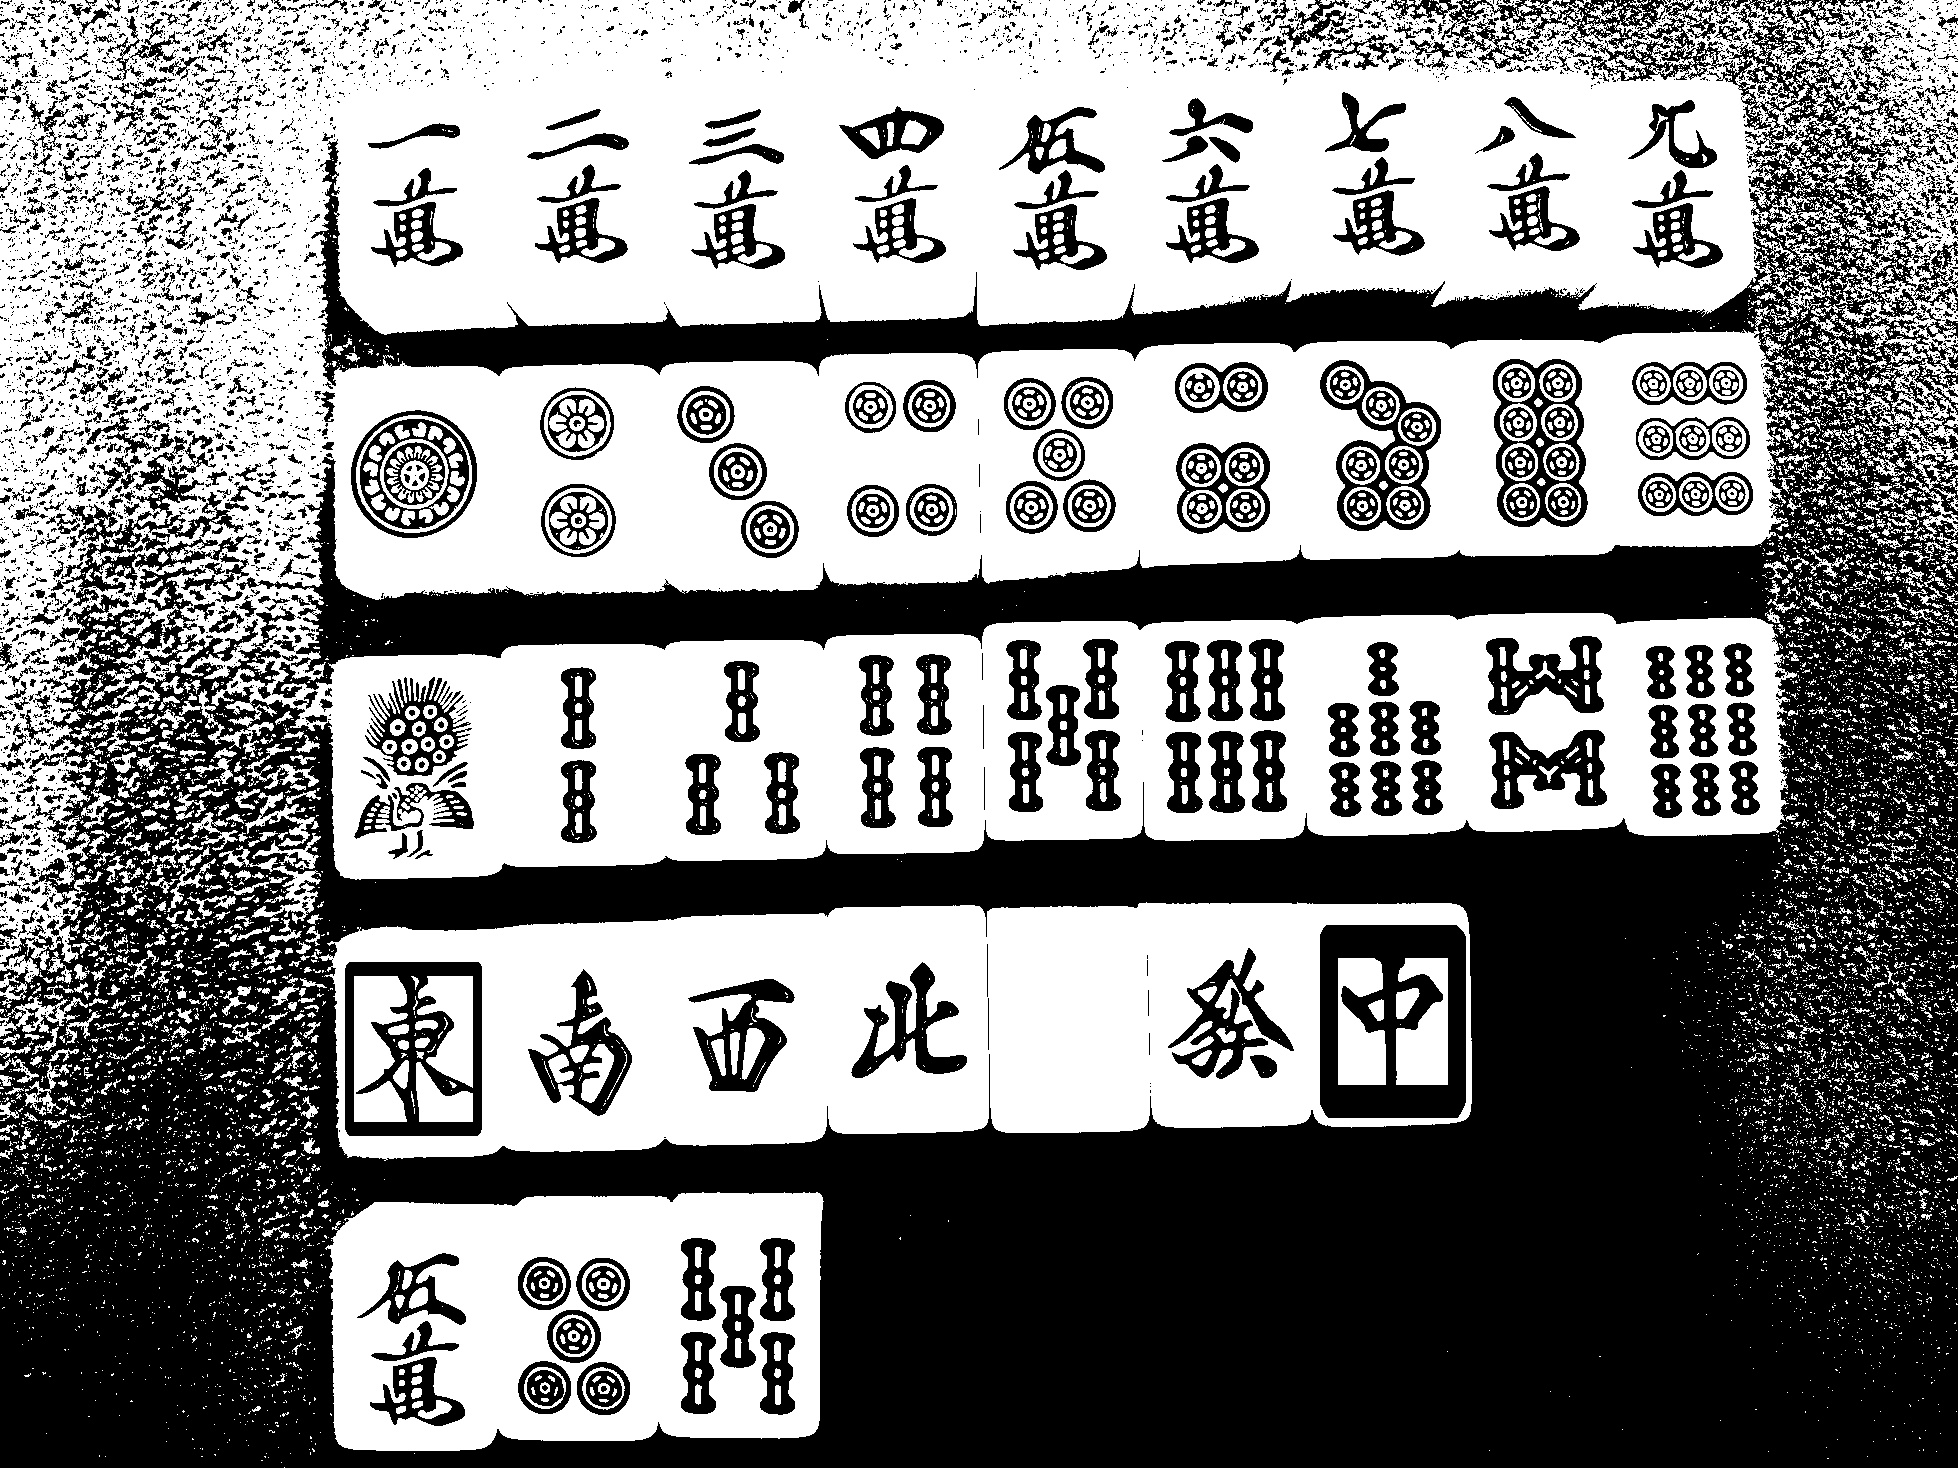 一 二 三 四 伍 六 七 八 九
萬 萬 萬 萬 萬 萬 萬 萬 萬
東 南 西 北 發 中
伍
萬